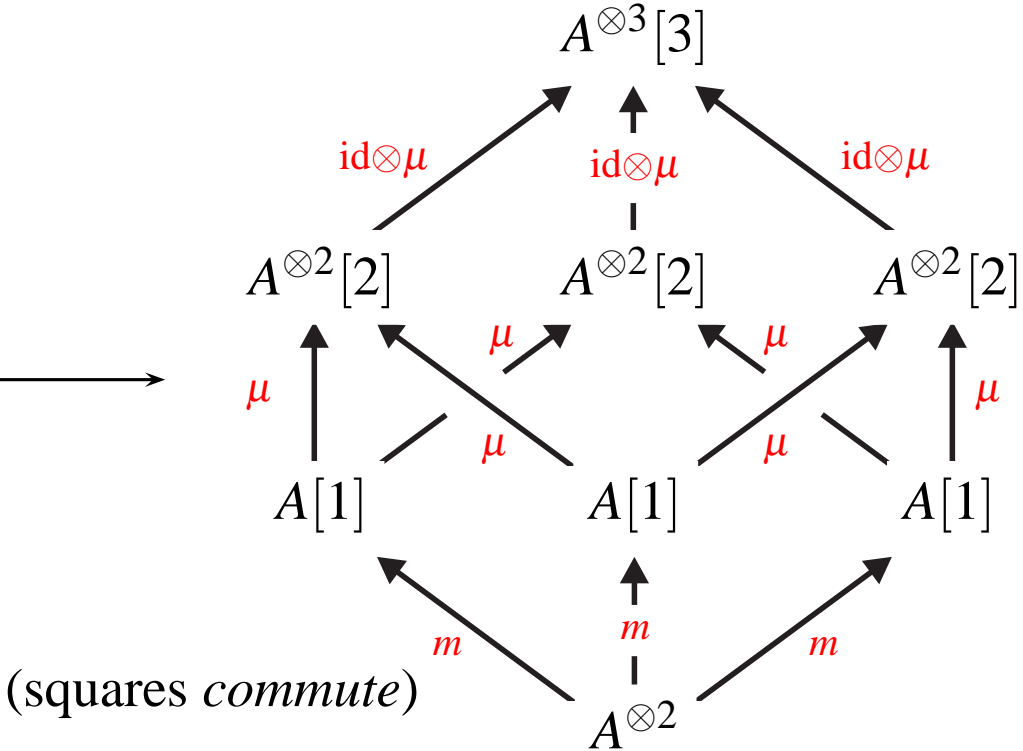 A⊗3[3]
id⊗μ id⊗μ id⊗μ
A⊗2[2] A⊗2[2] A⊗2[2]
μ μ
μ μ
μ μ
A[1] A[1] A[1]
m m m
(squares commute)
A⊗2